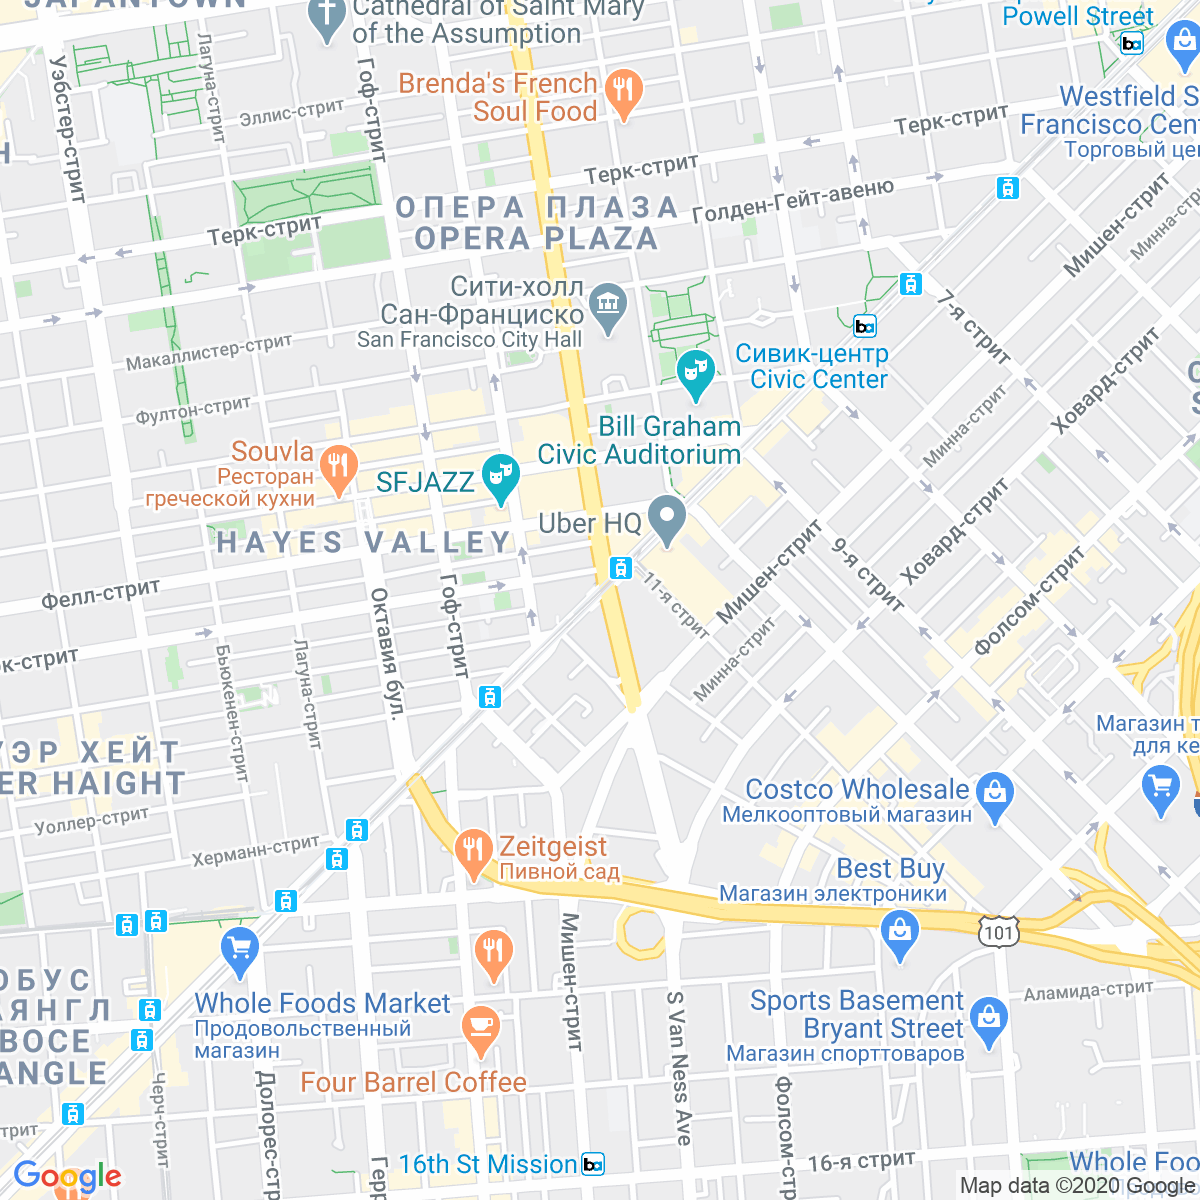 JAPANTOWN
Cathedral of Saint Mary
of the Assumption
Powell Street
Brenda's French
Soul Food
Westfield S
Francisco Cent
Торговый це
Уэбстер-стрит
Лагуна-стрит
Гоф-стрит
Эллис-стрит
Терк-стрит
Терк-стрит
Голден-Гейт-авеню
Терк-стрит
ОПЕРА ПЛАЗА
OPERA PLAZA
Мишен-стрит
Минна-стрит
Сити-холл
Сан-Франциско
San Francisco City Hall
7-я стрит
Макаллистер-стрит
Сивик-центр
Civic Center
Ховард-стрит
Фултон-стрит
Bill Graham
Civic Auditorium
Минна-стрит
Souvla
Ресторан
греческой кухни
SFJAZZ
Uber HQ
HAYES VALLEY
Мишен-стрит
9-я стрит
Ховард-стрит
Фолсом-стрит
Фелл-стрит
Октавия бул.
Гоф-стрит
11-я стрит
Минна-стрит
к-стрит
Бьюкенен-стрит
Лагуна-стрит
УЭР ХЕЙТ
ER HAIGHT
Магазин т
для ке
Costco Wholesale
Мелкооптовый магазин
Уоллер-стрит
Херманн-стрит
Zeitgeist
Пивной сад
Best Buy
Магазин электроники
101
Мишен-стрит
S Van Ness Ave
Аламида-стрит
ОБУС
АЯНГЛ
BOCE
ANGLE
Whole Foods Market
Продовольственный
магазин
Sports Basement
Bryant Street
Магазин спорттоваров
Four Barrel Coffee
Черч-стрит
Долорес-ст
Герр
Фолсом-ст
трит
16th St Mission
16-я стрит
Whole Foo
Google
Map data ©2020 Google